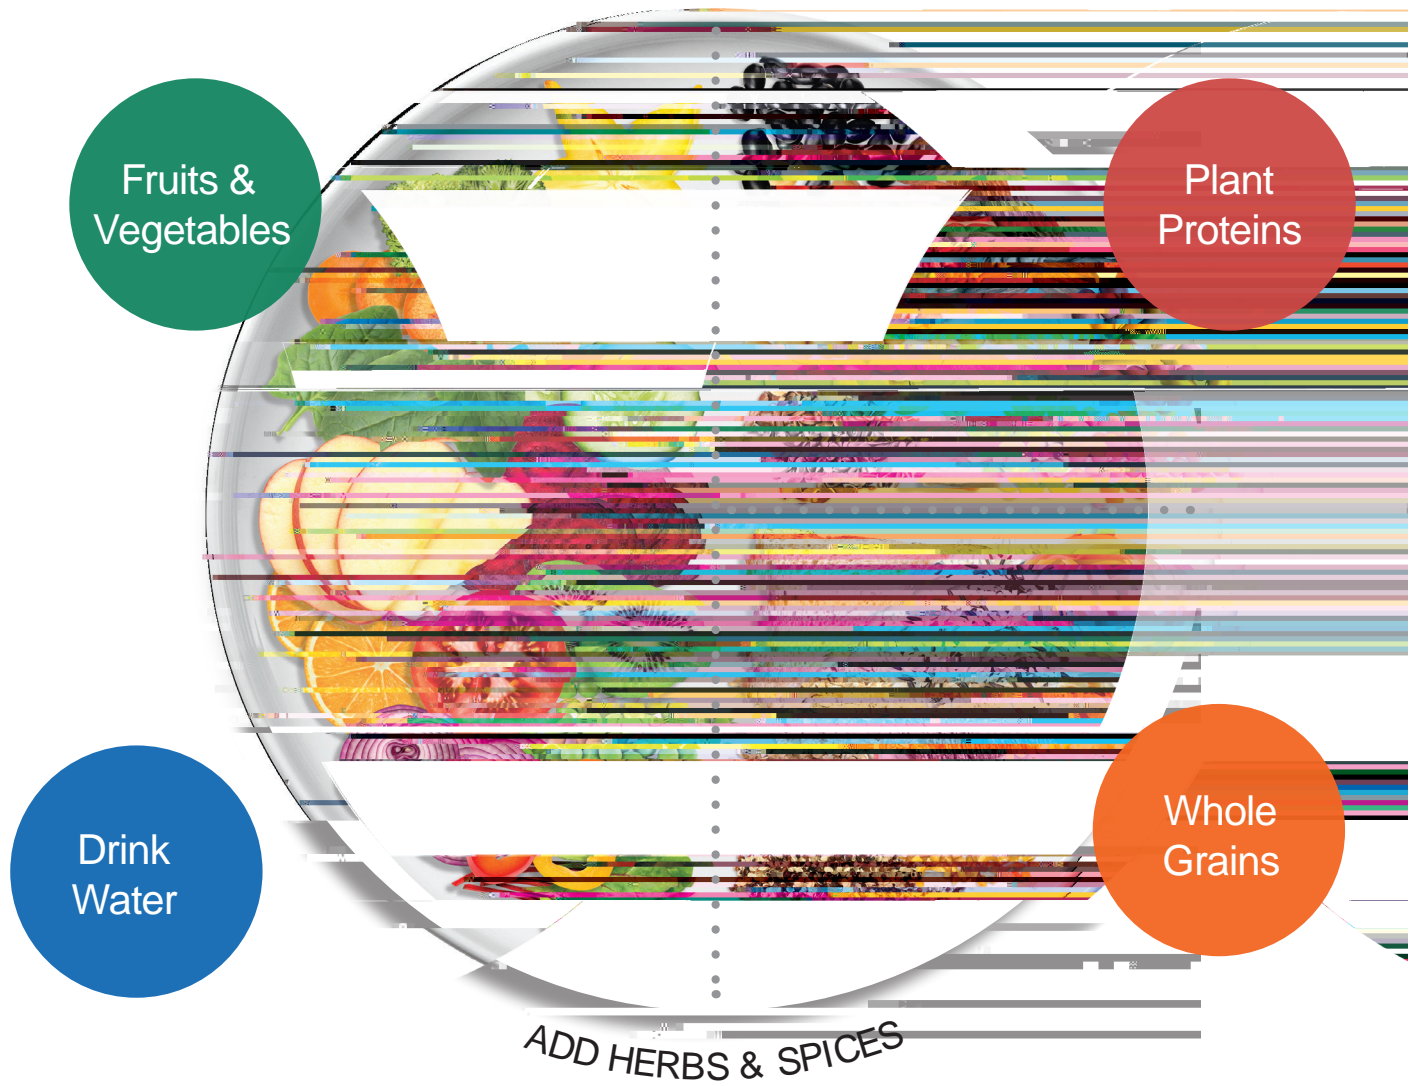 Fruits &
Vegetables
Plant
Proteins
Drink
Water
Whole
Grains
ADD HERBS & SPICES